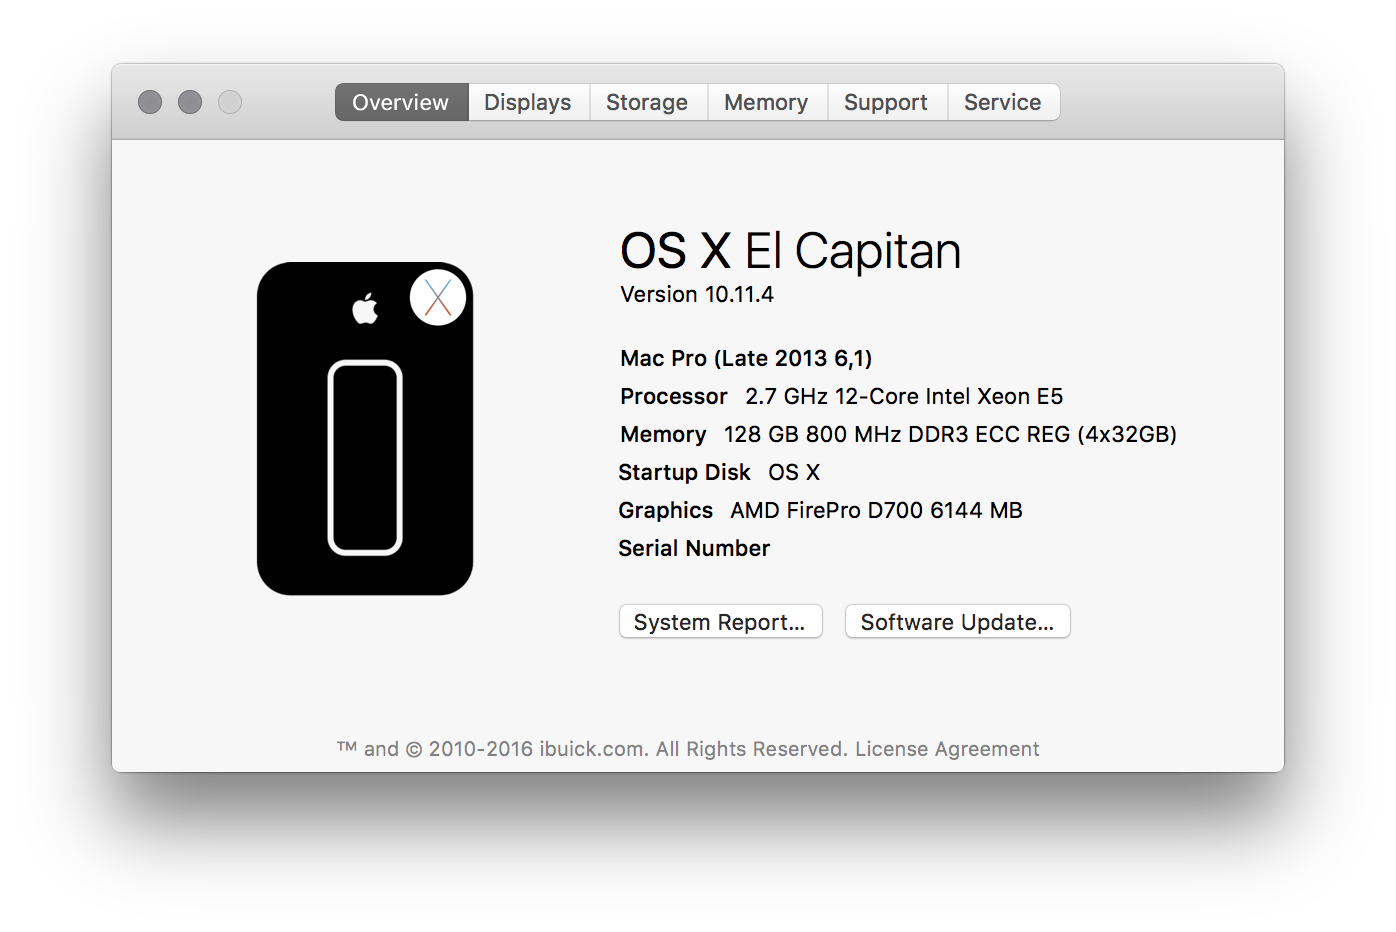 Overview Displays Storage Memory Support Service
OS X El Capitan
Version 10.11.4
Mac Pro (Late 2013 6,1)
Processor 2.7 GHz 12-Core Intel Xeon E5
Memory 128 GB 800 MHz DDR3 ECC REG (4x32GB)
Startup Disk OS X
Graphics AMD FirePro D700 6144 MB
Serial Number
System Report... Software Update...
™ and © 2010-2016 ibuick.com. All Rights Reserved. License Agreement